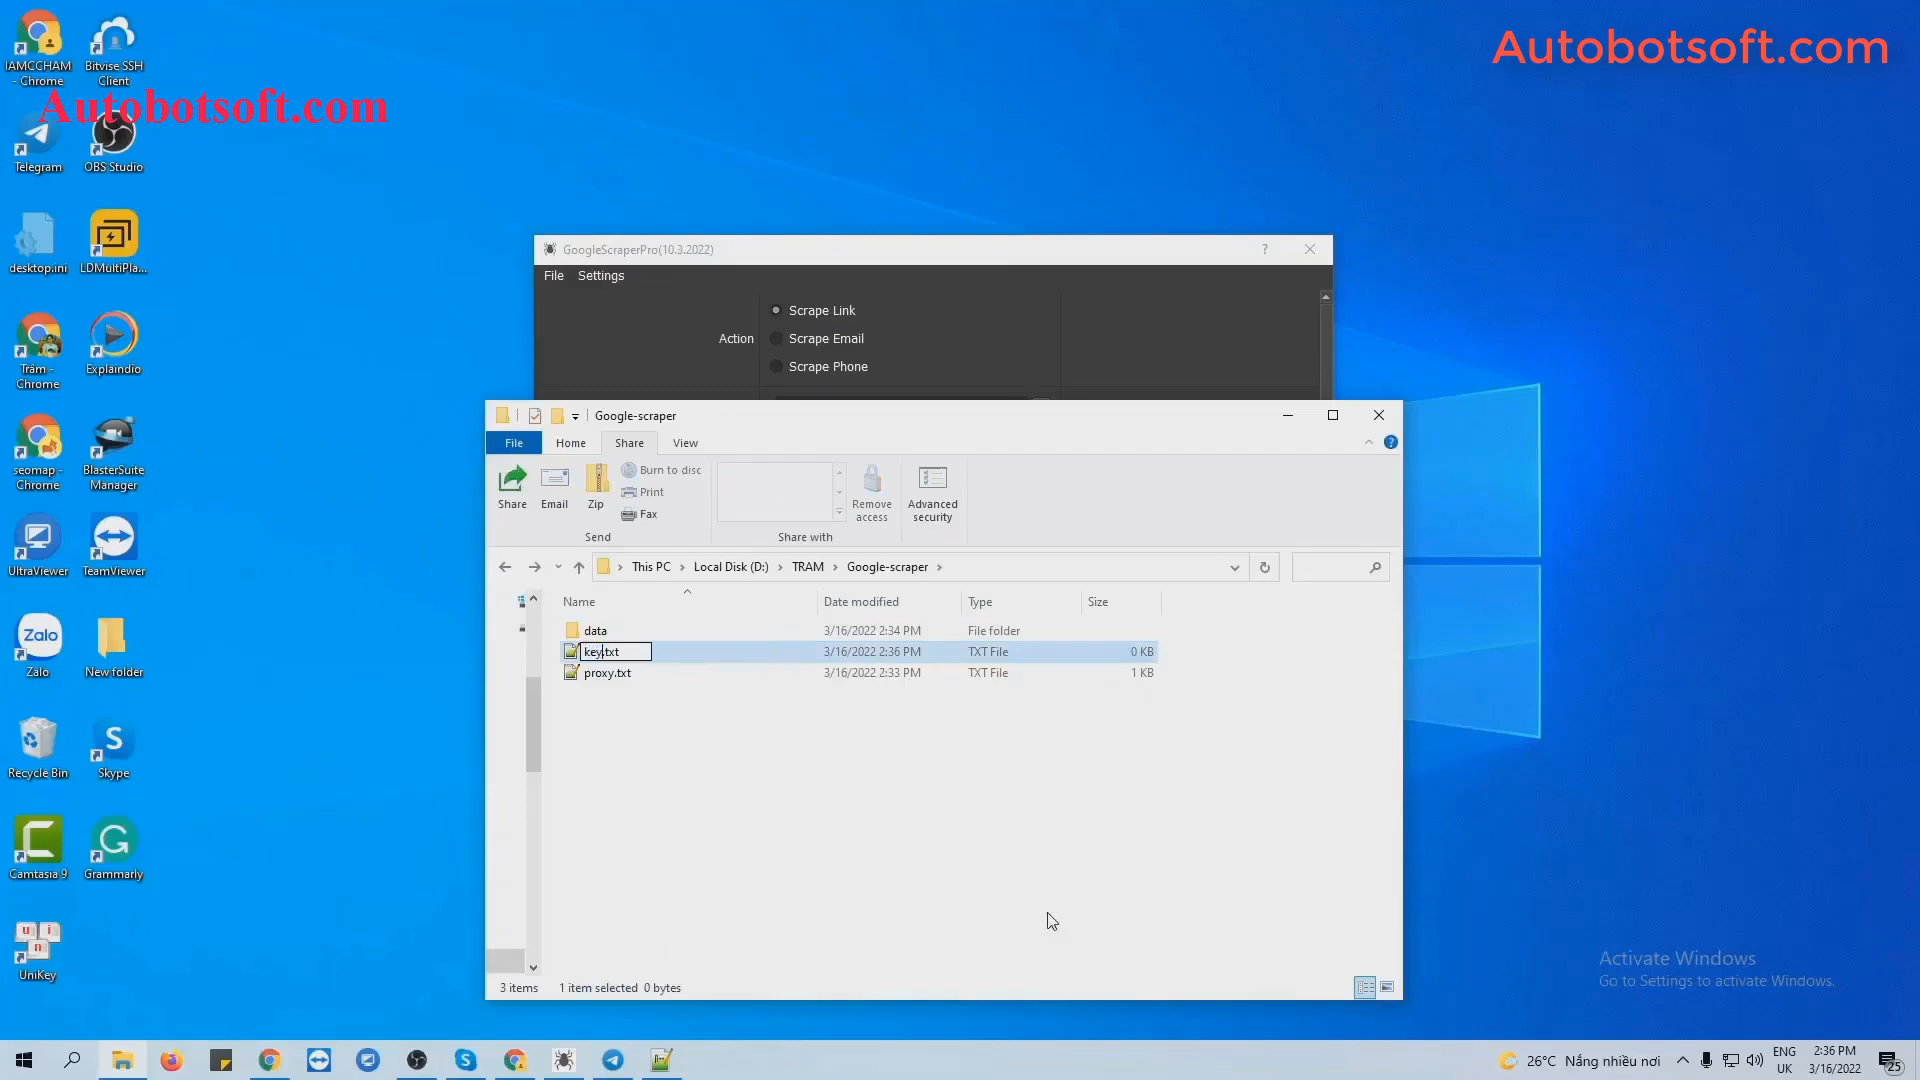 Autobotsoft.com
Autobotsoft.com
IAMCCHAM
- Chrome
Bitvise SSH
Client
Telegram
OBS Studio
desktop.ini
LDMultiPla...
Trâm -
Chrome
Explaindio
seomap -
Chrome
BlasterSuite
Manager
UltraViewer
TeamViewer
Zalo
Zalo
New folder
Recycle Bin
Skype
Camtasia 9
Grammarly
u i
n
UniKey
GoogleScraperPro(10.3.2022)
File Settings
Action
Scrape Link
Scrape Email
Scrape Phone
Google-scraper
File Home Share View
Share
Email
Zip
Burn to disc
Print
Fax
Remove
access
Advanced
security
Send
Share with
This PC Local Disk (D:) TRAM Google-scraper
Name Date modified Type Size
data 3/16/2022 2:34 PM File folder
key.txt 3/16/2022 2:36 PM TXT File 0 KB
proxy.txt 3/16/2022 2:33 PM TXT File 1 KB
3 items 1 item selected 0 bytes
Activate Windows
Go to Settings to activate Windows.
26°C Nắng nhiều nơi
ENG
UK
2:36 PM
3/16/2022
25